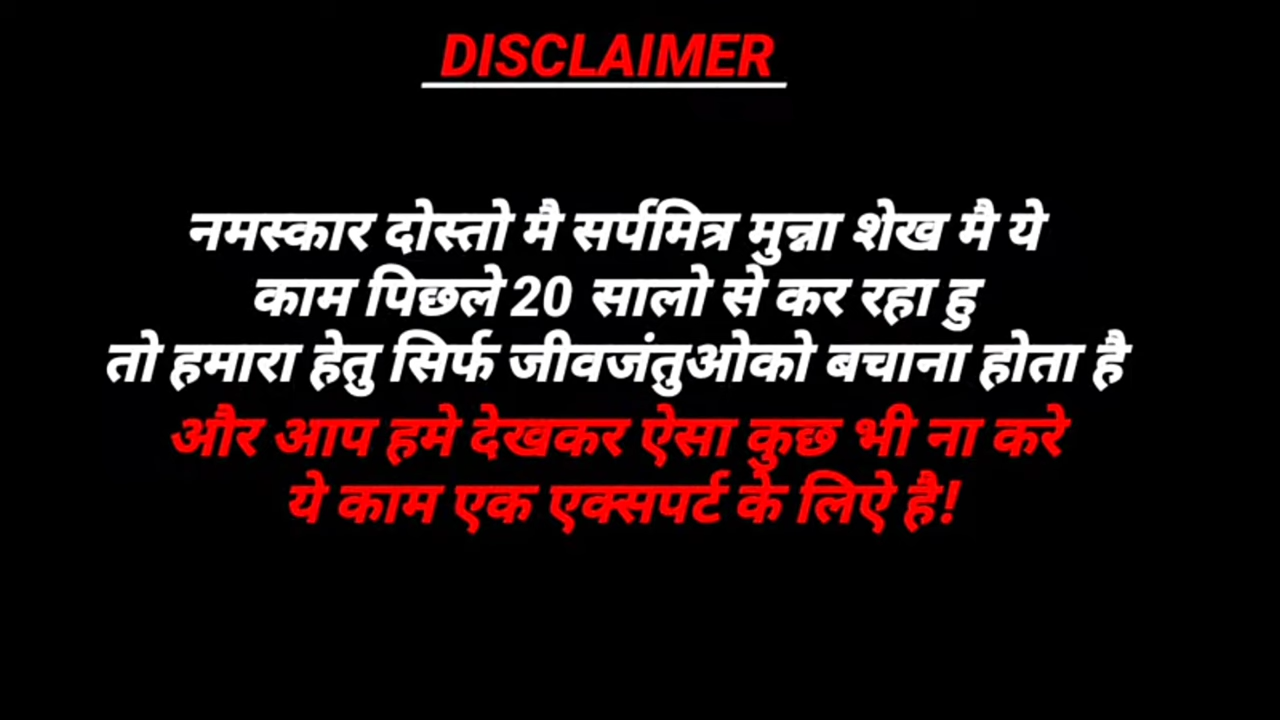 DISCLAIMER
नमस्कार दोस्तो मै सर्पमित्र मुन्ना शेख मै ये
काम पिछले 20 सालो से कर रहा हु
तो हमारा हेतु सिर्फ जीवजंतुओको बचाना होता है
और आप हमे देखकर ऐसा कुछ भी ना करे
ये काम एक एक्सपर्ट के लिऐ है!